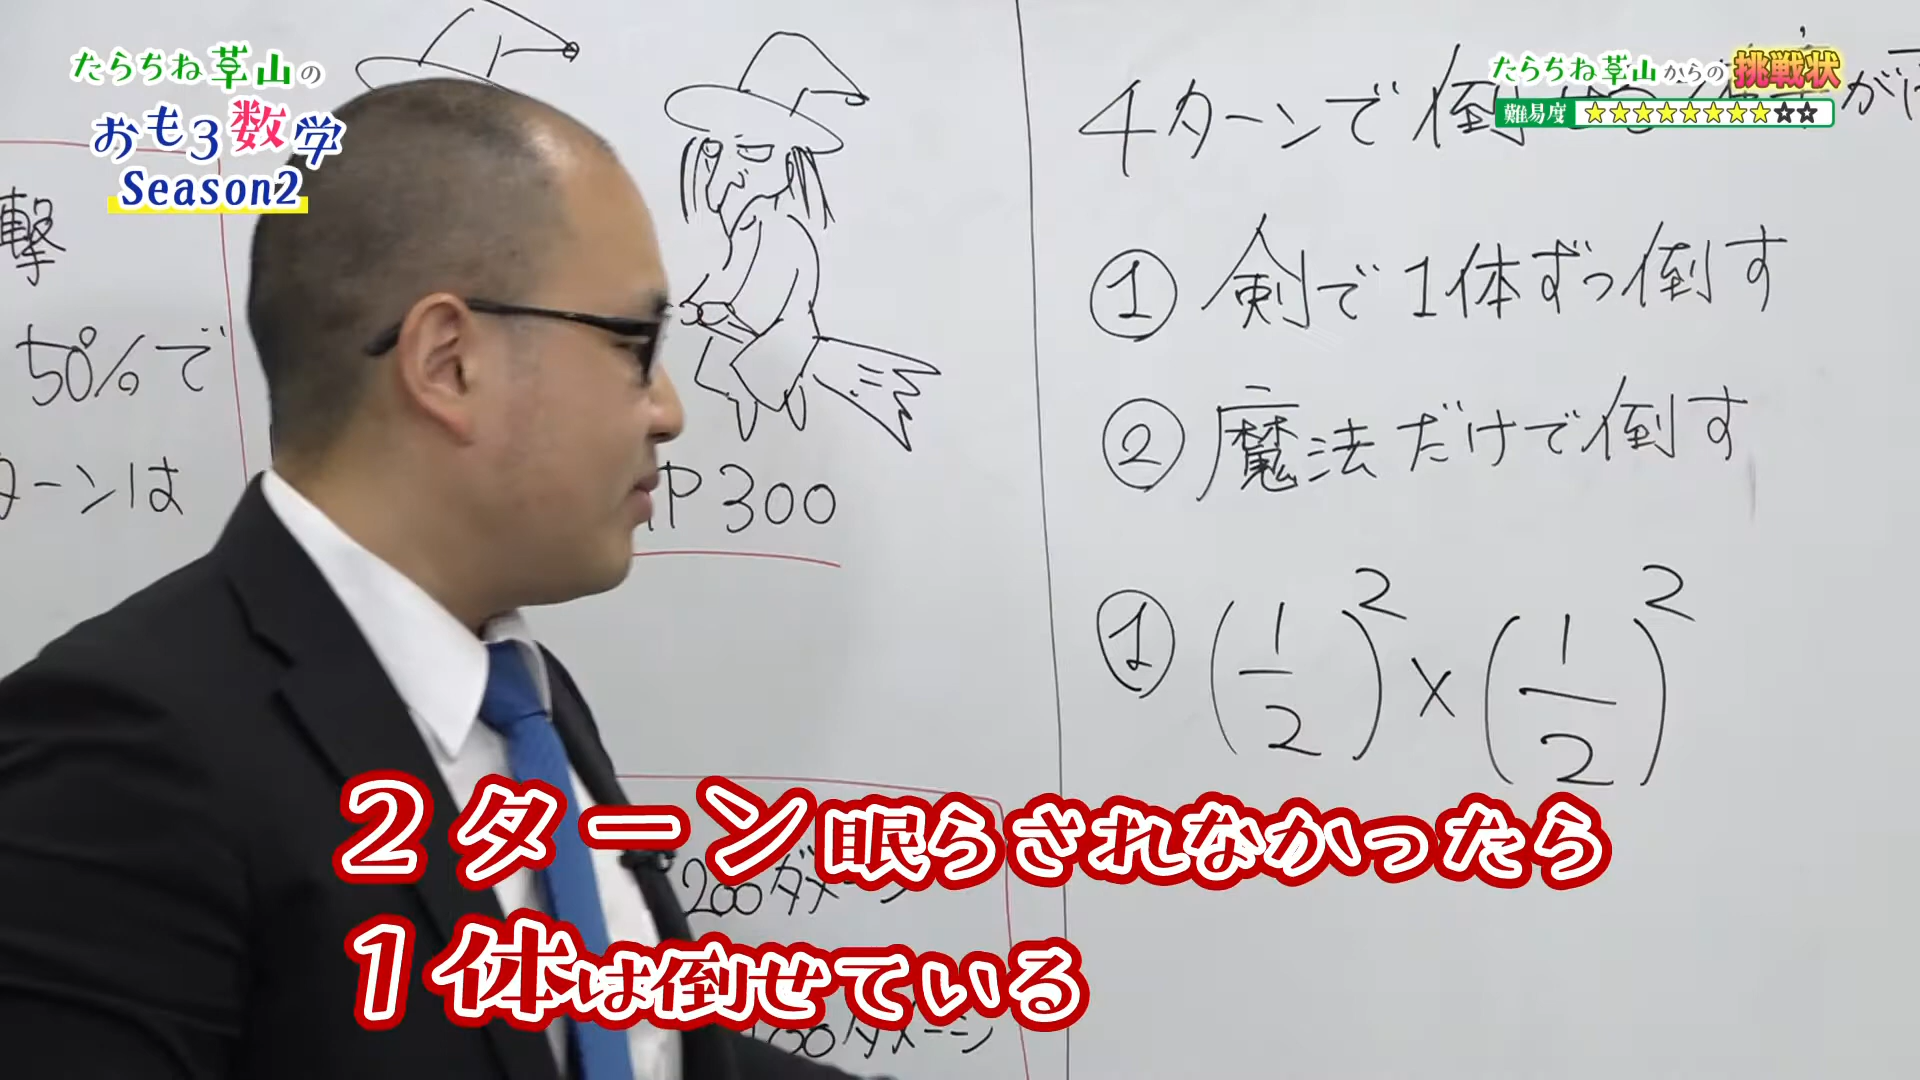 たらちね草山の
おもろ数学
Season2
たらちね草山からの挑戦状
難易度 ★★★★★★★★☆☆
4ターンで倒
が
① 剣で1体ずつ倒す
② 魔法だけで倒す
① (1/2)² × (1/2)²
撃
50%で
ターンは
P300
200ダメージ
100ダメージ
2ターン眠らされなかったら
1体は倒せている